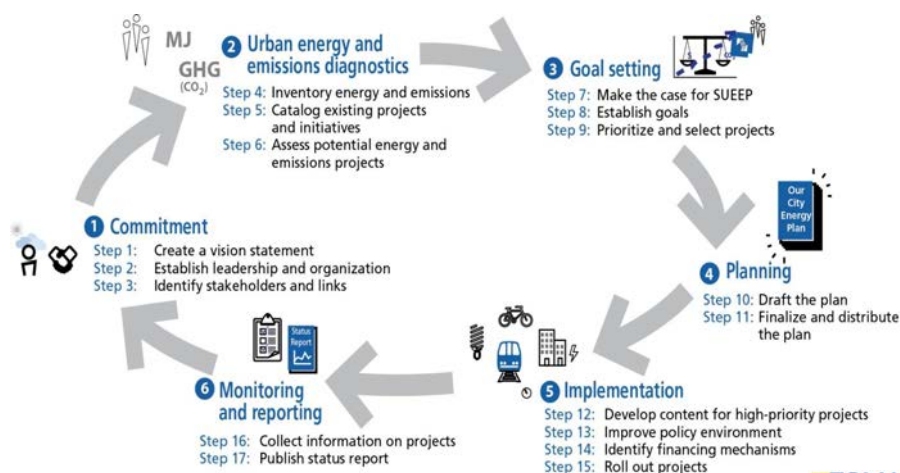 MJ
GHG
(CO₂)
2 Urban energy and
emissions diagnostics
Step 4: Inventory energy and emissions
Step 5: Catalog existing projects
and initiatives
Step 6: Assess potential energy and
emissions projects
3 Goal setting
Step 7: Make the case for SUEEP
Step 8: Establish goals
Step 9: Prioritize and select projects
Our
City
Energy
Plan
4 Planning
Step 10: Draft the plan
Step 11: Finalize and distribute
the plan
5 Implementation
Step 12: Develop content for high-priority projects
Step 13: Improve policy environment
Step 14: Identify financing mechanisms
Step 15: Roll out projects
Status
Report
6 Monitoring
and reporting
Step 16: Collect information on projects
Step 17: Publish status report
1 Commitment
Step 1: Create a vision statement
Step 2: Establish leadership and organization
Step 3: Identify stakeholders and links